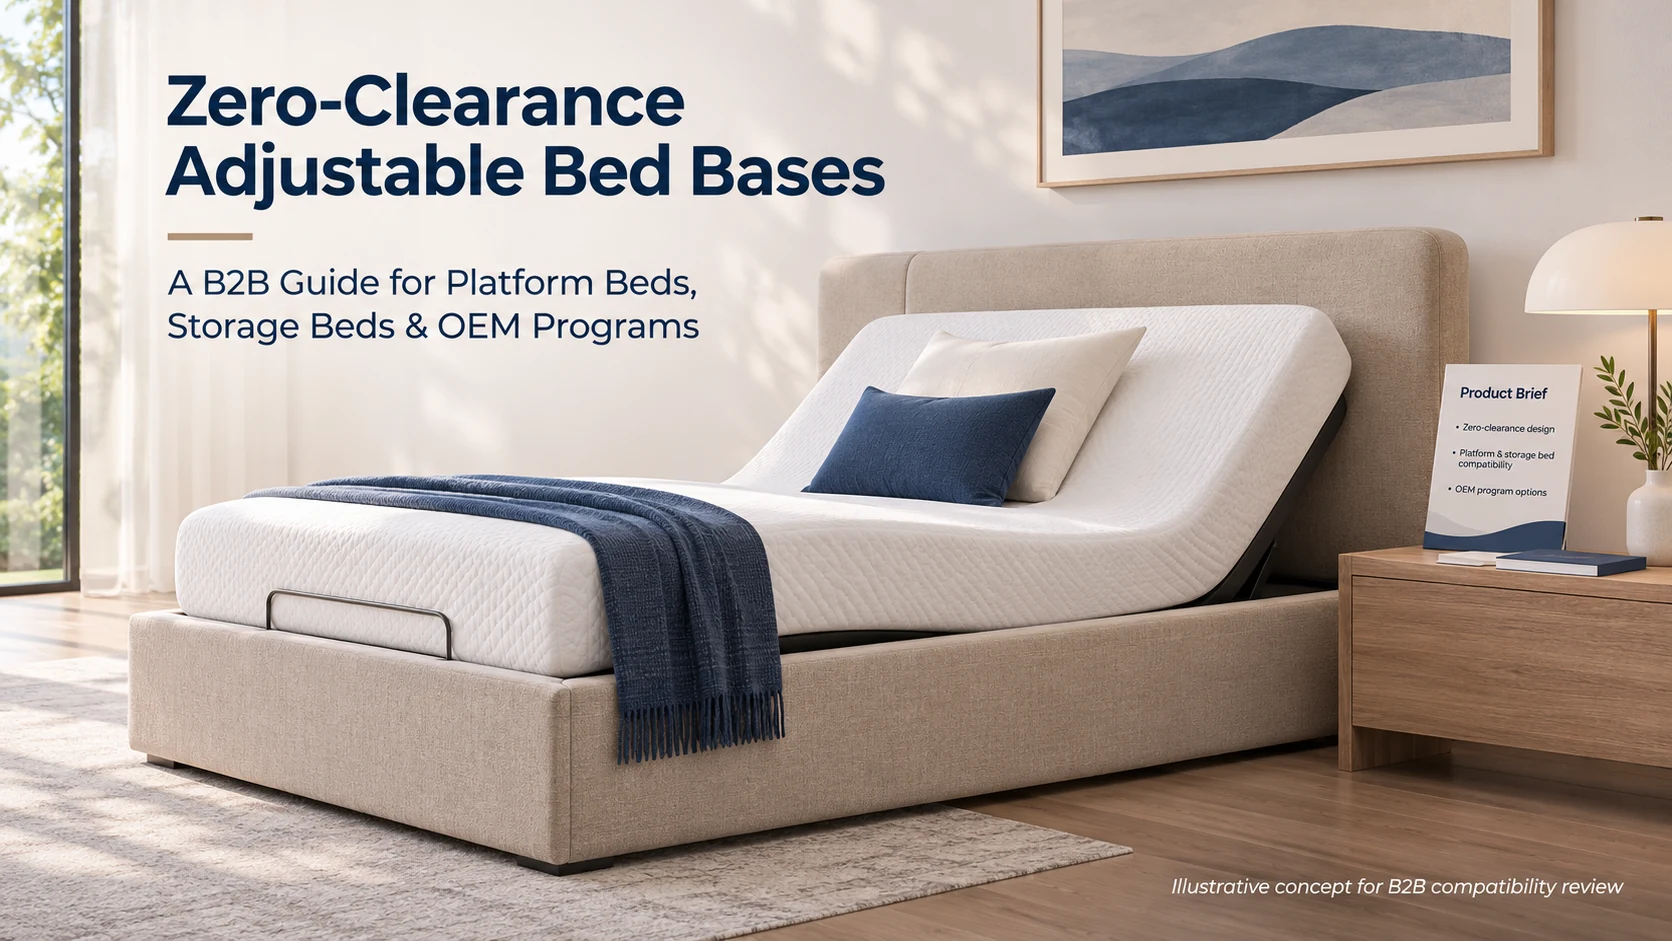 Zero-Clearance
Adjustable Bed Bases
A B2B Guide for Platform Beds,
Storage Beds & OEM Programs
Product Brief
• Zero-clearance design
• Platform & storage bed
compatibility
• OEM program options
Illustrative concept for B2B compatibility review